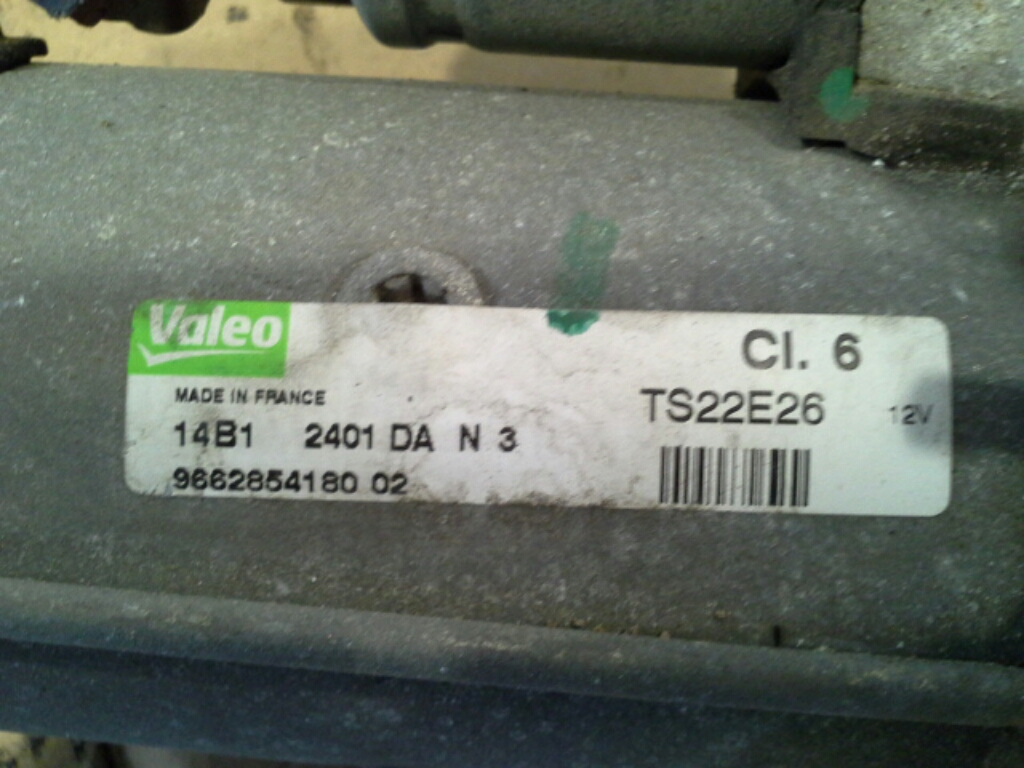 Valeo
Cl. 6
MADE IN FRANCE
TS22E26 12V
14B1 2401 DA N 3
9662854180 02